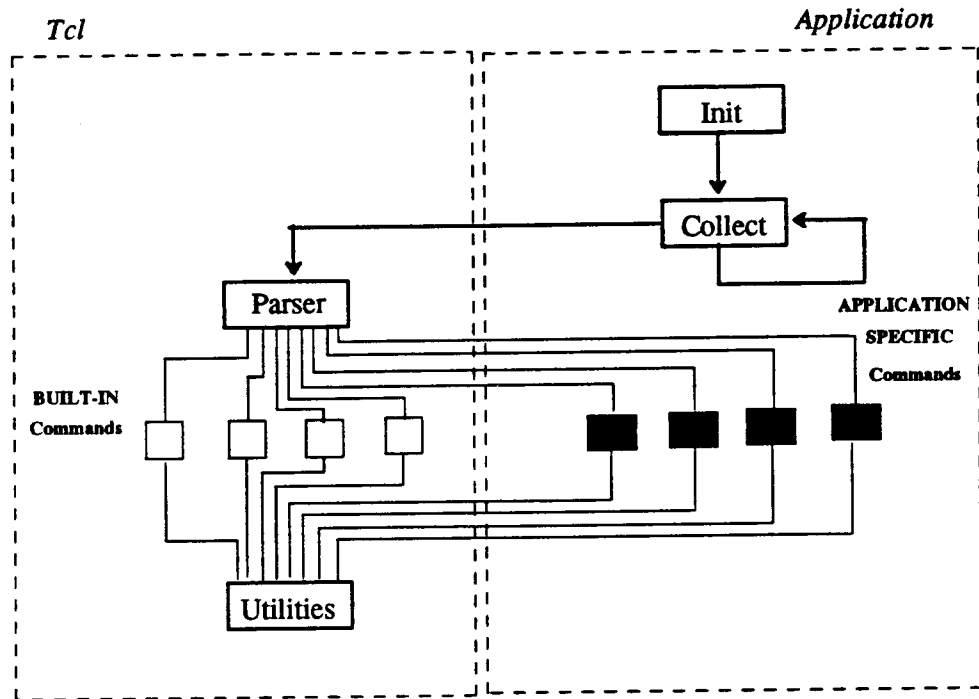 Tcl
Application
Init
Collect
Parser
APPLICATION
SPECIFIC
Commands
BUILT-IN
Commands
Utilities